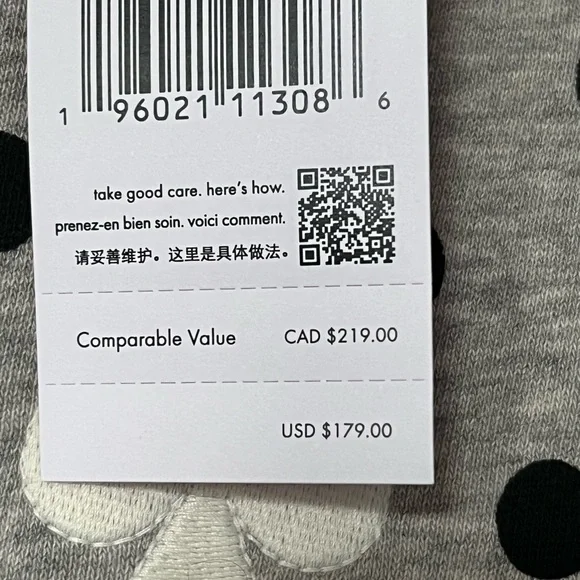 1 96021 11308 6
take good care. here's how.
prenez-en bien soin. voici comment.
请妥善维护。这里是具体做法。
Comparable Value CAD $219.00
USD $179.00